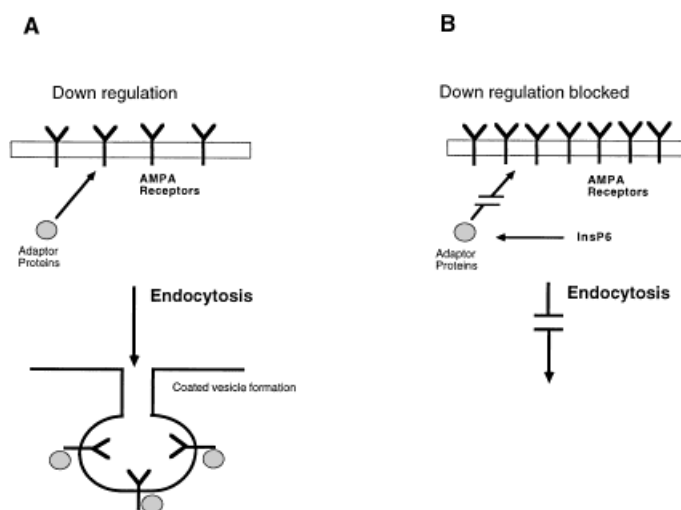 A
Down regulation
AMPA
Receptors
Adaptor
Proteins
Endocytosis
Coated vesicle formation
B
Down regulation blocked
AMPA
Receptors
InsP6
Adaptor
Proteins
Endocytosis